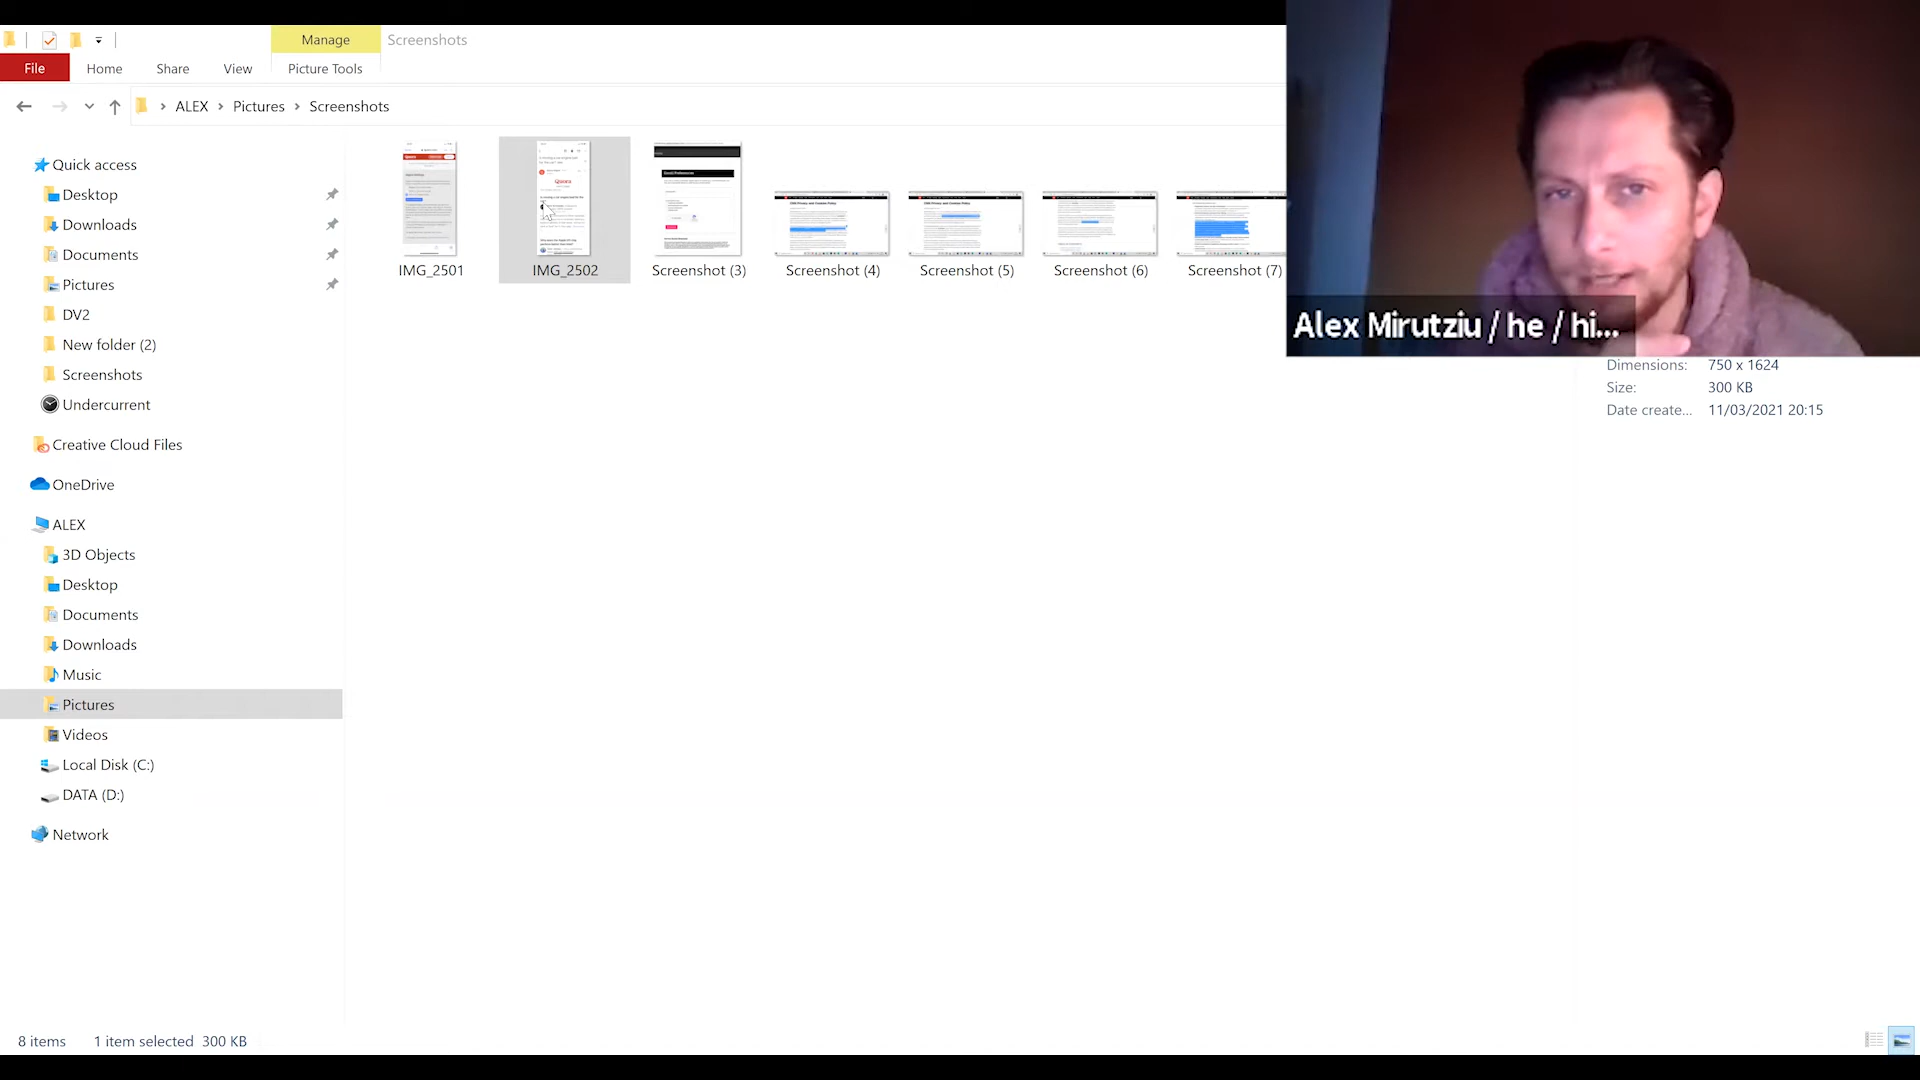 Manage
Screenshots
File
Home
Share
View
Picture Tools
ALEX
Pictures
Screenshots
Quick access
Desktop
Downloads
Documents
Pictures
DV2
New folder (2)
Screenshots
Undercurrent
Creative Cloud Files
OneDrive
ALEX
3D Objects
Desktop
Documents
Downloads
Music
Pictures
Videos
Local Disk (C:)
DATA (D:)
Network
Quora
IMG_2501
IMG_2502
Screenshot (3)
Screenshot (4)
Screenshot (5)
Screenshot (6)
Screenshot (7)
Alex Mirutziu / he / hi...
Dimensions: 750 x 1624
Size: 300 KB
Date create... 11/03/2021 20:15
8 items 1 item selected 300 KB